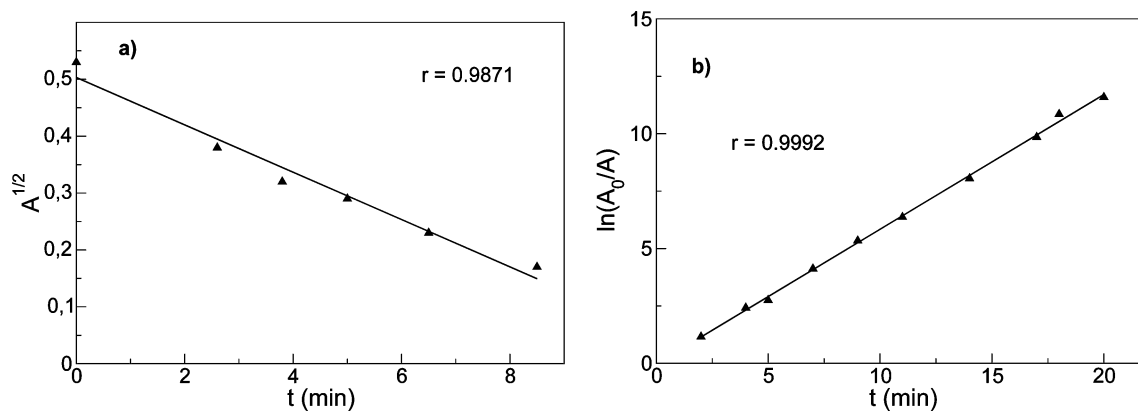 a)
r = 0.9871
0,5
0,4
0,3
0,2
0,1
0
A^{1/2}
0 2 4 6 8
t (min)
b)
r = 0.9992
15
10
5
0
ln(A_0/A)
0 5 10 15 20
t (min)